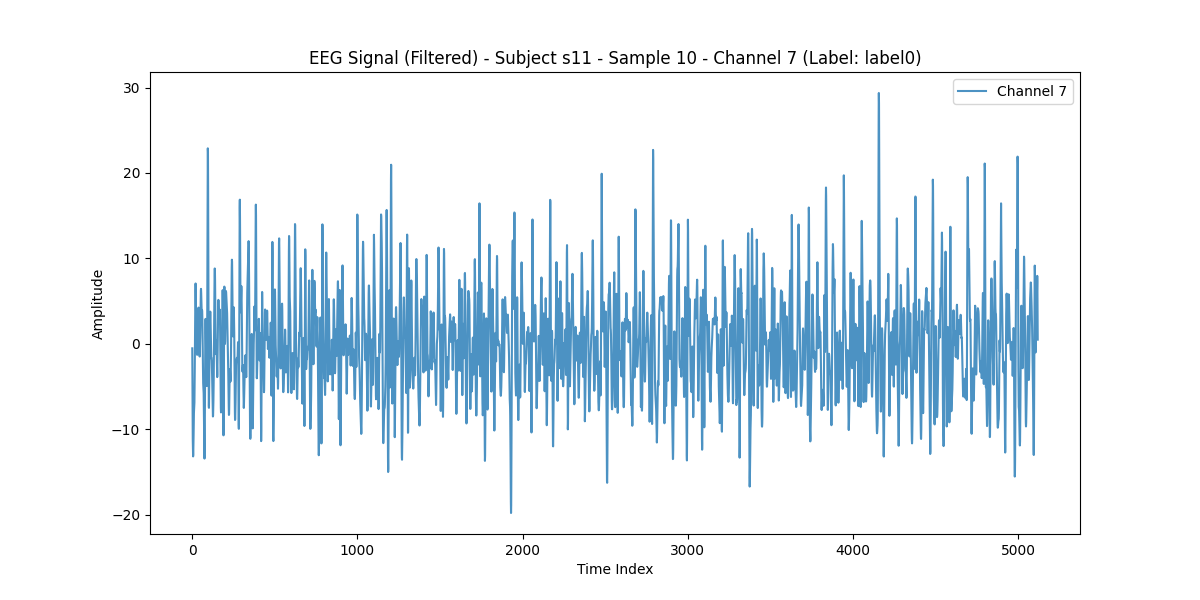 EEG Signal (Filtered) - Subject s11 - Sample 10 - Channel 7 (Label: label0)
Channel 7
30
20
10
0
−10
−20
Amplitude
0 1000 2000 3000 4000 5000
Time Index